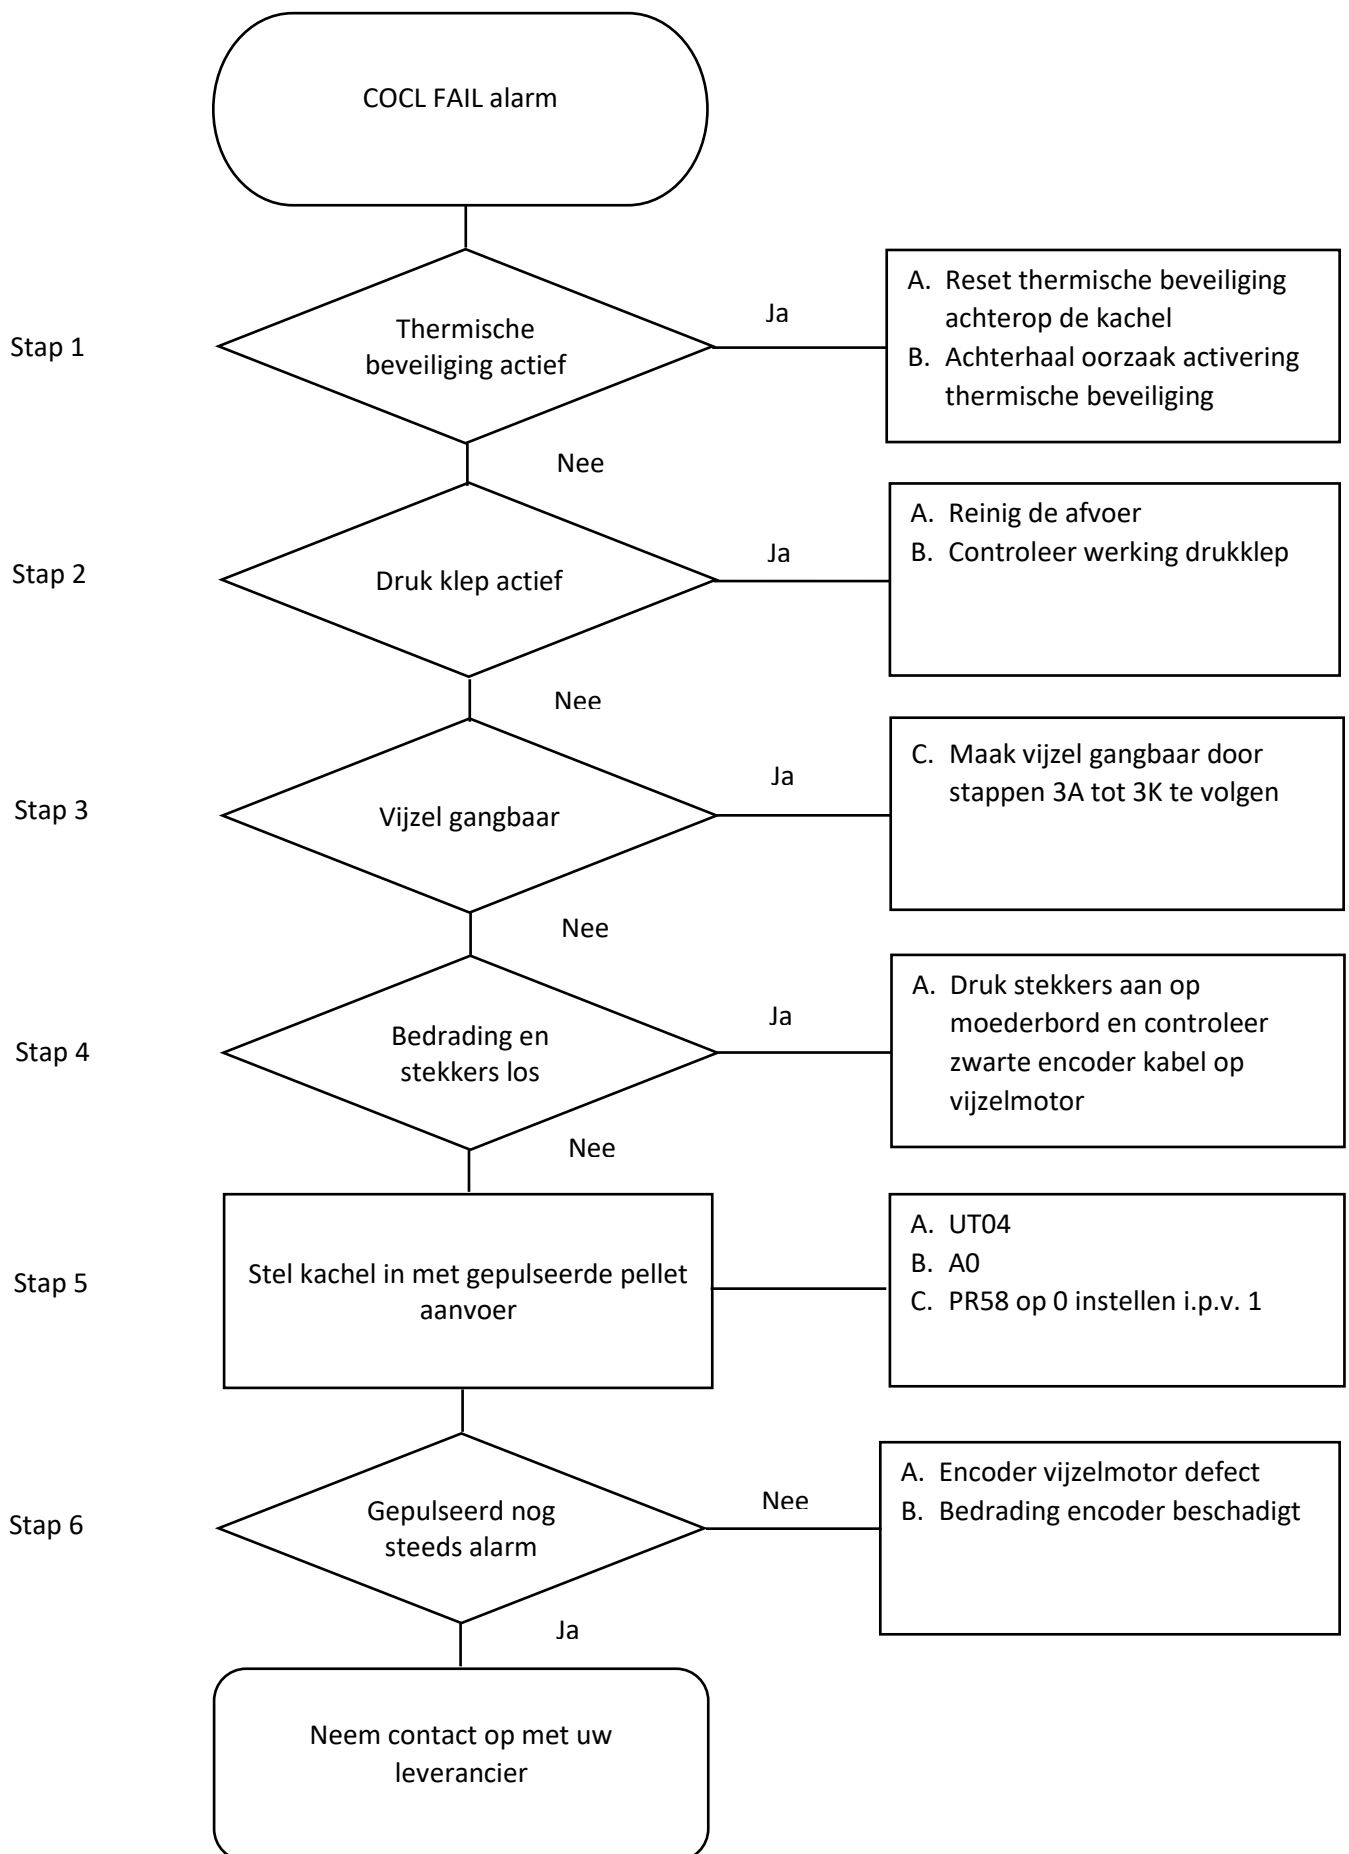 COCL FAIL alarm
Stap 1
Thermische
beveiliging actief
Ja
A. Reset thermische beveiliging
achterop de kachel
B. Achterhaal oorzaak activering
thermische beveiliging
Nee
Stap 2
Druk klep actief
Ja
A. Reinig de afvoer
B. Controleer werking drukklep
Nee
Stap 3
Vijzel gangbaar
Ja
C. Maak vijzel gangbaar door
stappen 3A tot 3K te volgen
Nee
Stap 4
Bedrading en
stekkers los
Ja
A. Druk stekkers aan op
moederbord en controleer
zwarte encoder kabel op
vijzelmotor
Nee
Stap 5
Stel kachel in met gepulseerde pellet
aanvoer
A. UT04
B. A0
C. PR58 op 0 instellen i.p.v. 1
Stap 6
Gepulseerd nog
steeds alarm
Nee
A. Encoder vijzelmotor defect
B. Bedrading encoder beschadigt
Ja
Neem contact op met uw
leverancier